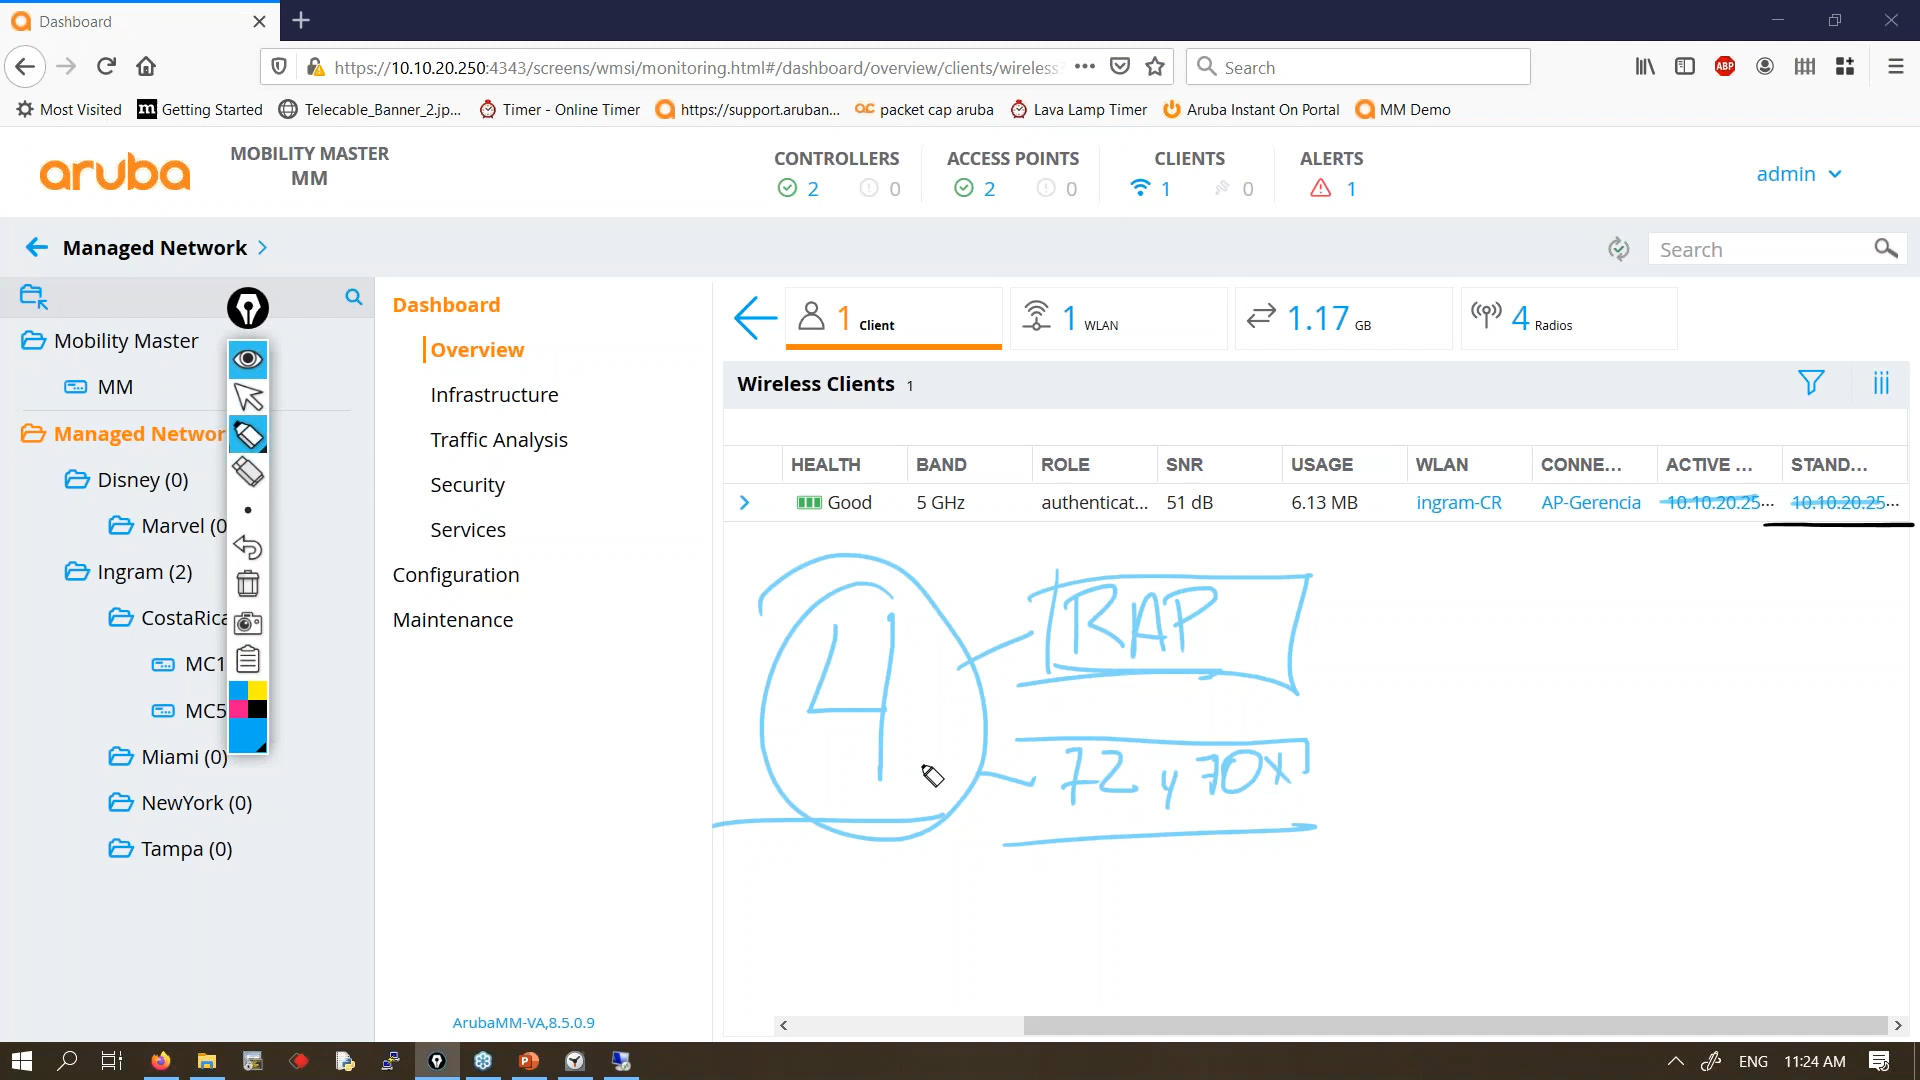 Dashboard
https://10.10.20.250:4343/screens/wmsi/monitoring.html#/dashboard/overview/clients/wireless?
Search
ABP
Most Visited
m Getting Started
Telecable_Banner_2.jp...
Timer - Online Timer
https://support.aruban...
packet cap aruba
Lava Lamp Timer
Aruba Instant On Portal
MM Demo
aruba
MOBILITY MASTER
MM
CONTROLLERS
2 0
ACCESS POINTS
2 0
CLIENTS
1 0
ALERTS
1
admin
Managed Network
Search
Mobility Master
MM
Managed Networ
Disney (0)
Marvel (0
Ingram (2)
CostaRica
MC1
MC5
Miami (0)
NewYork (0)
Tampa (0)
Dashboard
Overview
Infrastructure
Traffic Analysis
Security
Services
Configuration
Maintenance
ArubaMM-VA,8.5.0.9
1 Client
1 WLAN
1.17 GB
4 Radios
Wireless Clients 1
HEALTH BAND ROLE SNR USAGE WLAN CONNE... ACTIVE ... STAND...
Good 5 GHz authenticat... 51 dB 6.13 MB ingram-CR AP-Gerencia 10.10.20.25... 10.10.20.25...
4
RAP
72 y 70x
ENG 11:24 AM